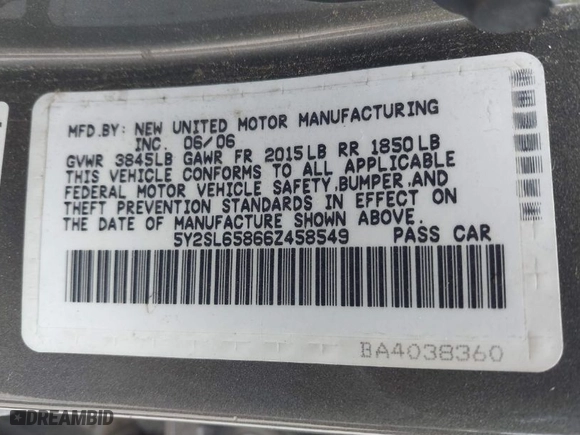 MFD.BY: NEW UNITED MOTOR MANUFACTURING
INC. 06/06
GVWR 3845LB GAWR FR 2015LB RR 1850LB
THIS VEHICLE CONFORMS TO ALL APPLICABLE
FEDERAL MOTOR VEHICLE SAFETY,BUMPER,AND
THEFT PREVENTION STANDARDS IN EFFECT ON
THE DATE OF MANUFACTURE SHOWN ABOVE.
5Y2SL65866Z458549 PASS CAR
BA4038360
DREAMBID